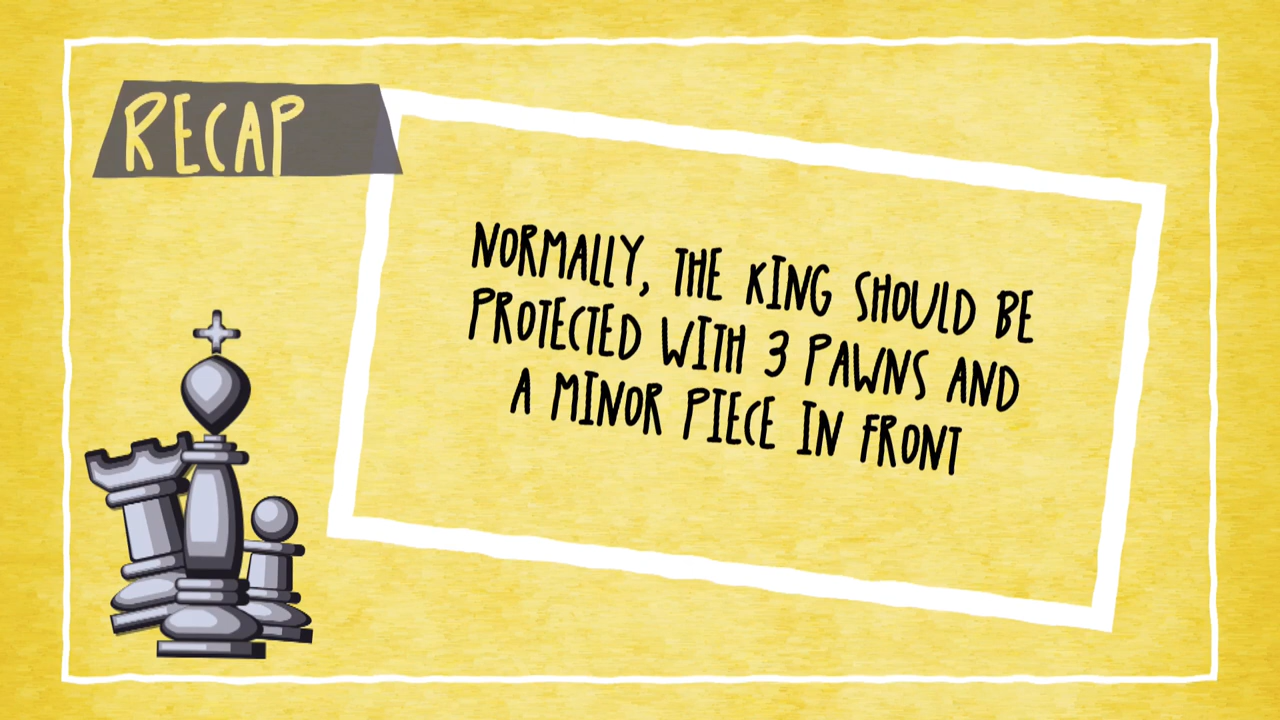 RECAP
NORMALLY, THE KING SHOULD BE
PROTECTED WITH 3 PAWNS AND
A MINOR PIECE IN FRONT